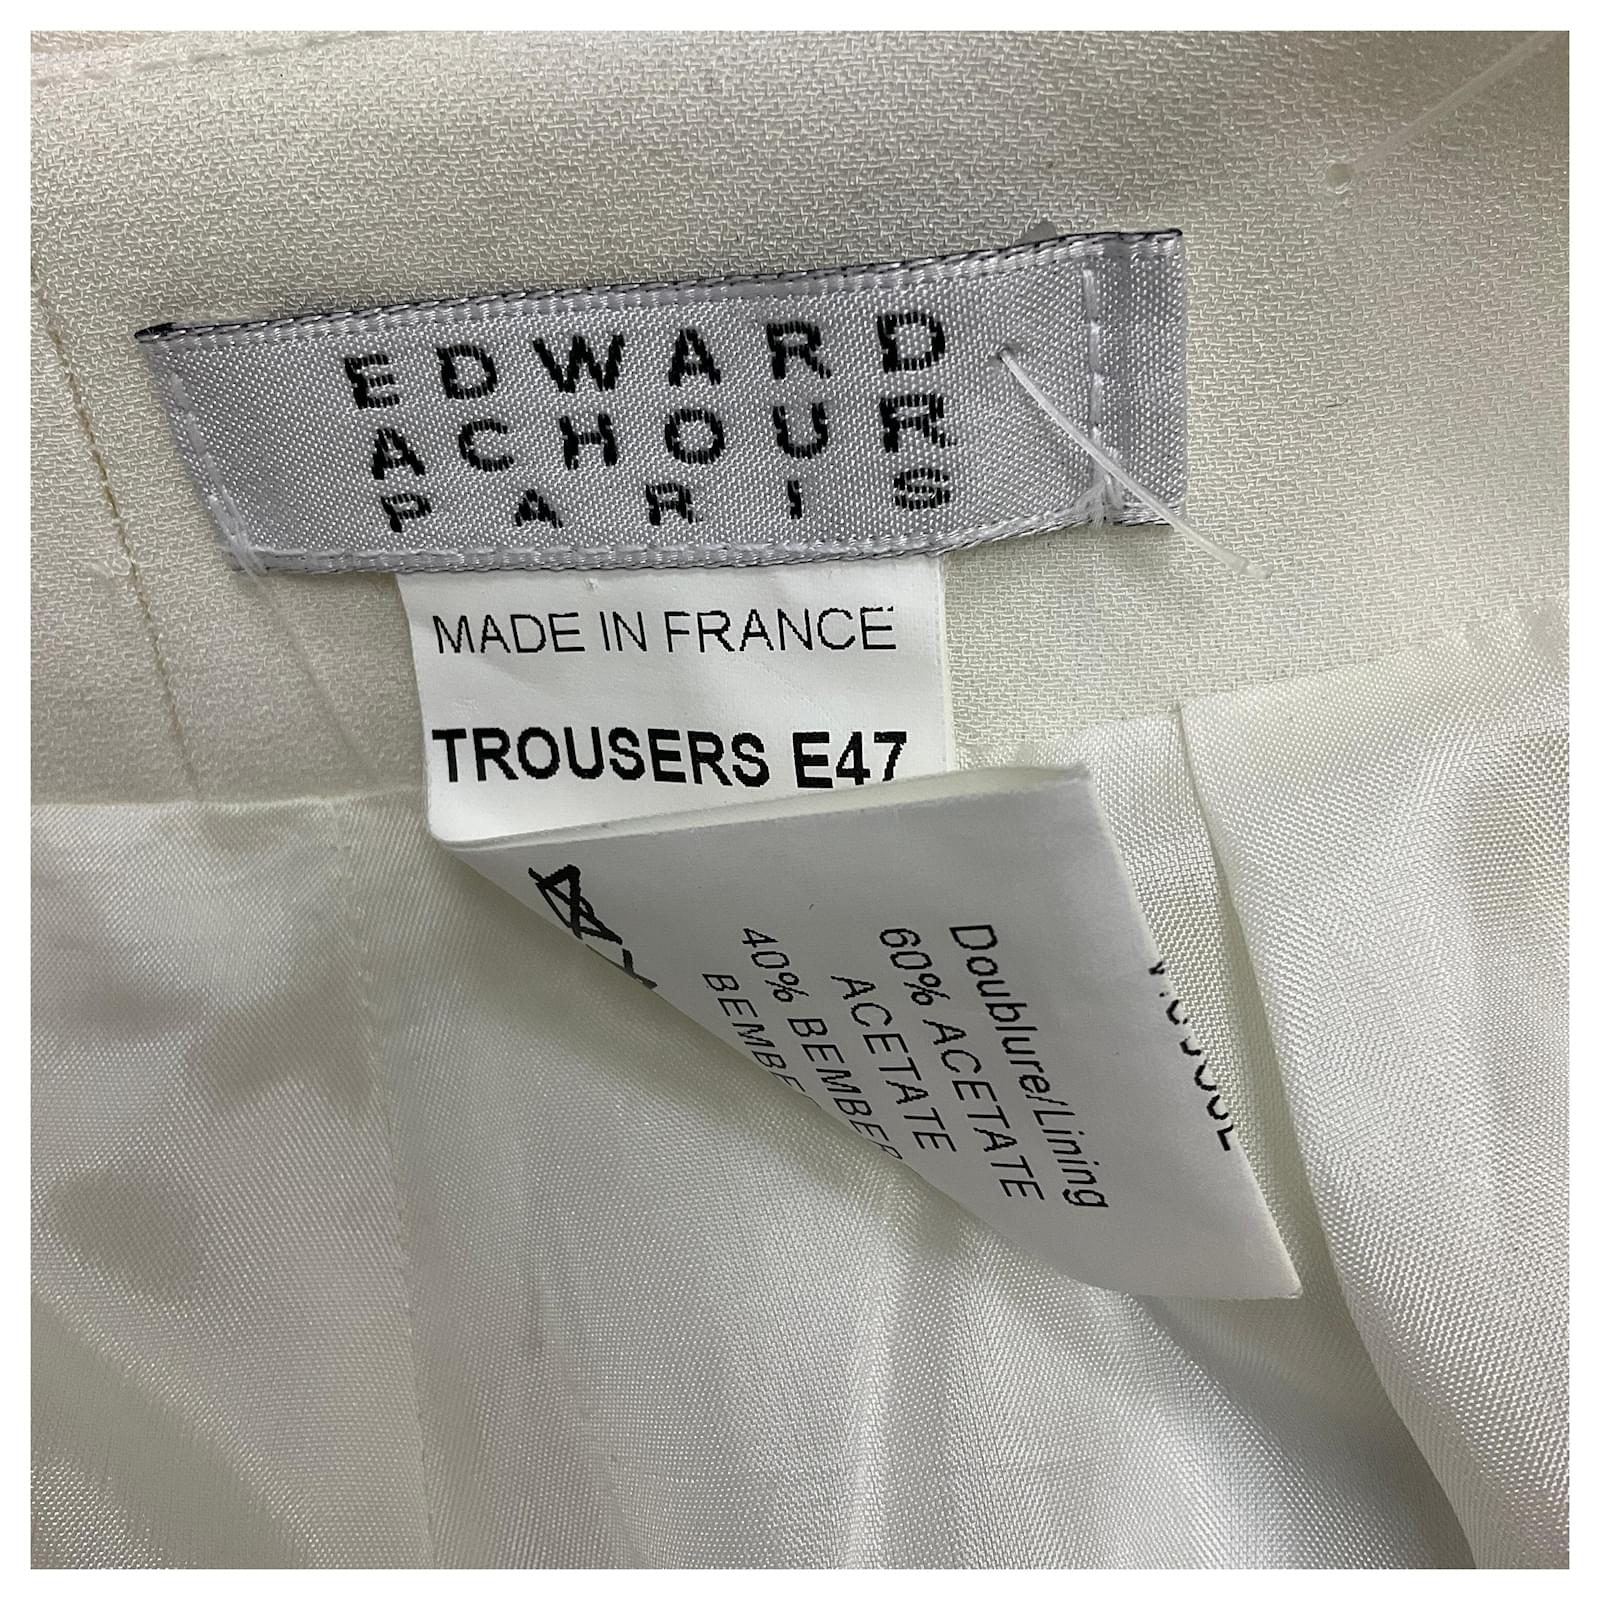 EDWARD
ACHOUR
PARIS
MADE IN FRANCE
TROUSERS E47
Doublure/Lining
60% ACETATE
ACETATE
40% BEMBER